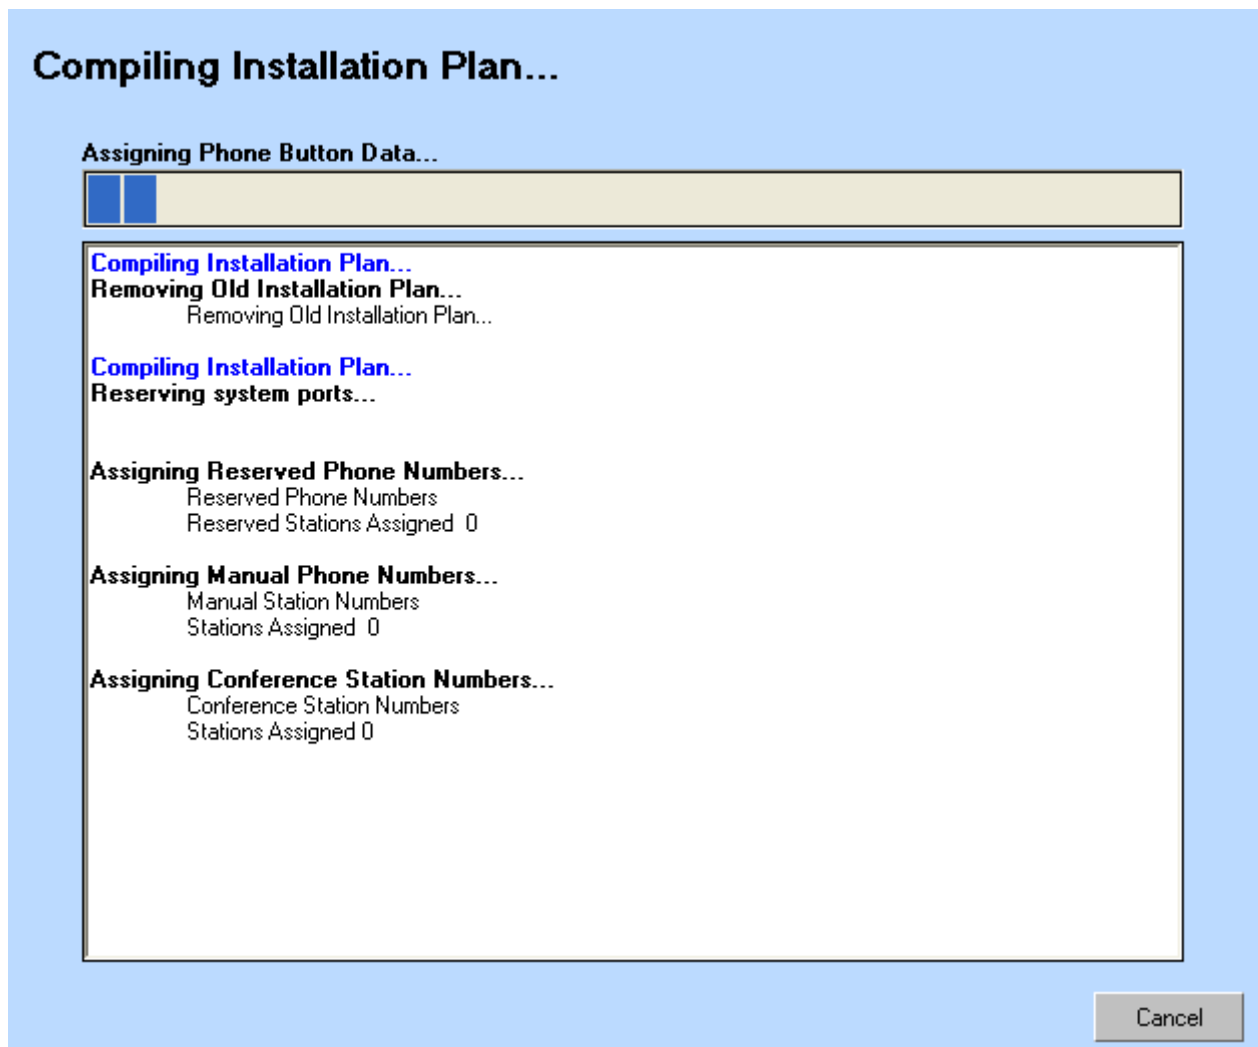 Compiling Installation Plan...
Assigning Phone Button Data...
Compiling Installation Plan...
Removing Old Installation Plan...
Removing Old Installation Plan...
Compiling Installation Plan...
Reserving system ports...
Assigning Reserved Phone Numbers...
Reserved Phone Numbers
Reserved Stations Assigned  0
Assigning Manual Phone Numbers...
Manual Station Numbers
Stations Assigned  0
Assigning Conference Station Numbers...
Conference Station Numbers
Stations Assigned 0
Cancel